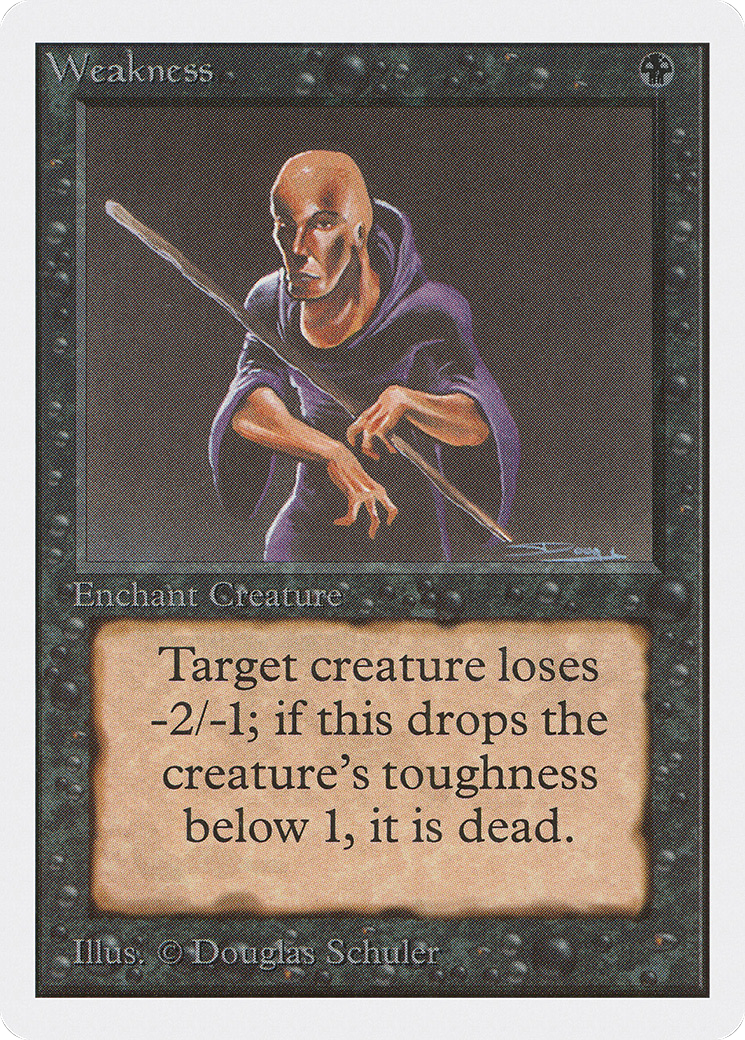 Weakness
Doug
Enchant Creature
Target creature loses
-2/-1; if this drops the
creature's toughness
below 1, it is dead.
Illus. © Douglas Schuler